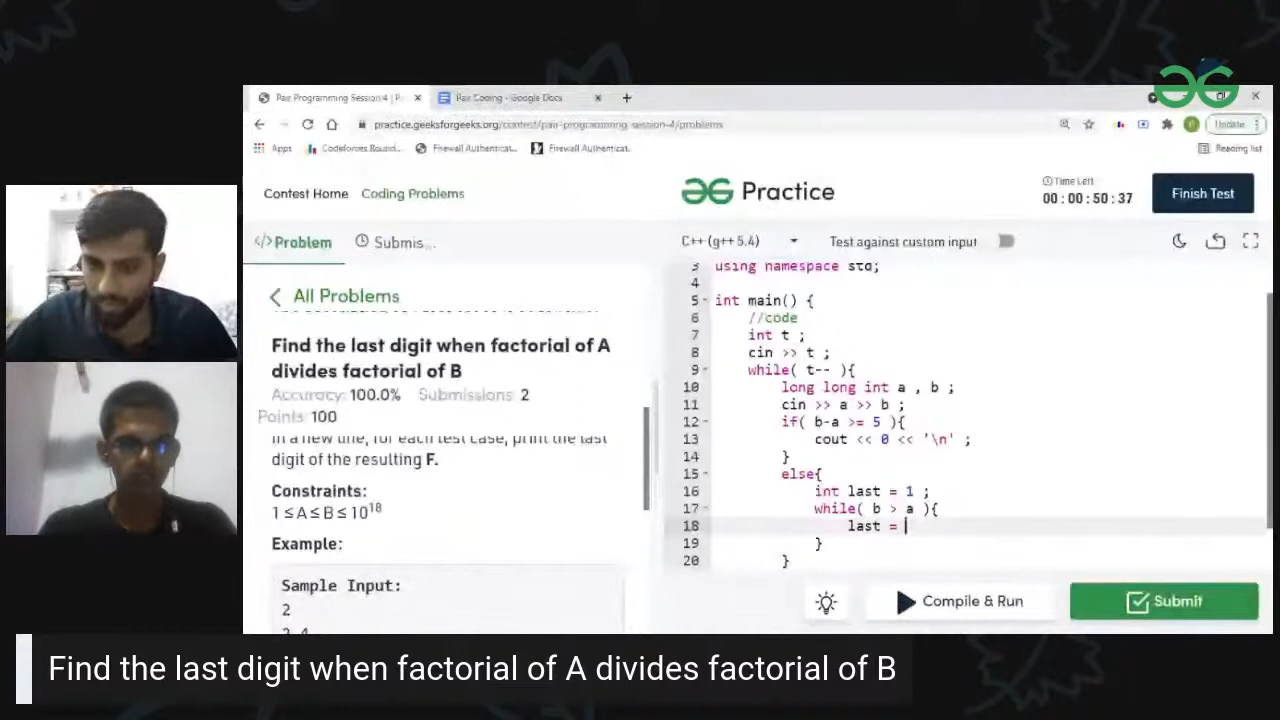 Pair Programming Session 4 | P
Pair Coding - Google Docs
practice.geeksforgeeks.org/contest/pair-programming-session-4/problems
Update
Apps
Codeforces Round...
Firewall Authenticat...
Firewall Authenticat.
Reading list
Contest Home
Coding Problems
Practice
Time Left
00 : 00 : 50 : 37
Finish Test
</>Problem
Submis...
C++ (g++ 5.4)
Test against custom input
All Problems
Find the last digit when factorial of A
divides factorial of B
Accuracy: 100.0% Submissions: 2
Points: 100
In a new line, for each test case, print the last
digit of the resulting F.
Constraints:
1 ≤ A ≤ B ≤ 10¹⁸
Example:
Sample Input:
2
2 4
3 using namespace std;
4
5 int main() {
6 //code
7 int t ;
8 cin >> t ;
9 while( t-- ){
10 long long int a , b ;
11 cin >> a >> b ;
12 if( b-a >= 5 ){
13 cout << 0 << '\n' ;
14 }
15 else{
16 int last = 1 ;
17 while( b > a ){
18 last =
19 }
20 }
Compile & Run
Submit
Find the last digit when factorial of A divides factorial of B